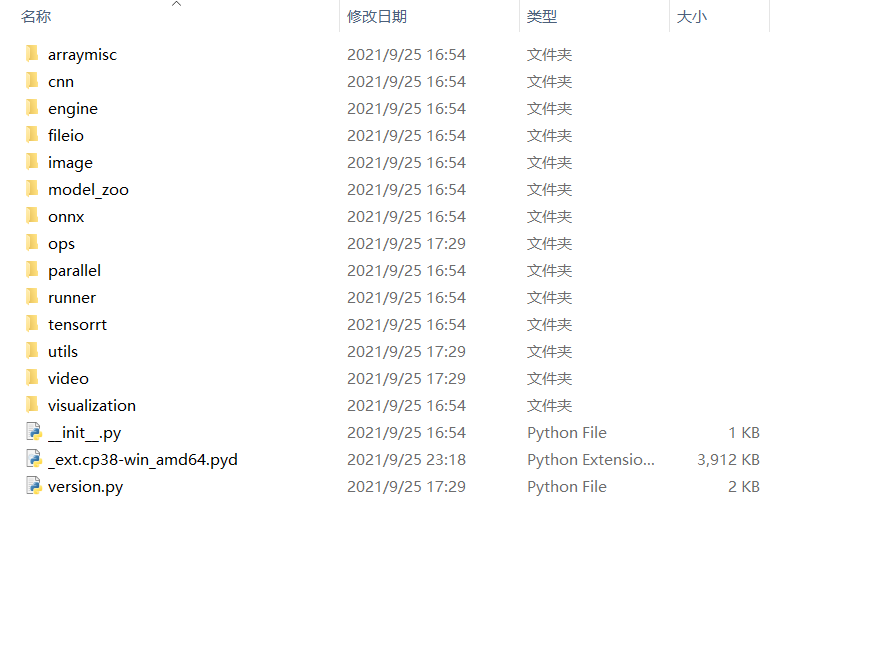 名称 修改日期 类型 大小
arraymisc 2021/9/25 16:54 文件夹
cnn 2021/9/25 16:54 文件夹
engine 2021/9/25 16:54 文件夹
fileio 2021/9/25 16:54 文件夹
image 2021/9/25 16:54 文件夹
model_zoo 2021/9/25 16:54 文件夹
onnx 2021/9/25 16:54 文件夹
ops 2021/9/25 17:29 文件夹
parallel 2021/9/25 16:54 文件夹
runner 2021/9/25 16:54 文件夹
tensorrt 2021/9/25 16:54 文件夹
utils 2021/9/25 17:29 文件夹
video 2021/9/25 17:29 文件夹
visualization 2021/9/25 16:54 文件夹
__init__.py 2021/9/25 16:54 Python File 1 KB
_ext.cp38-win_amd64.pyd 2021/9/25 23:18 Python Extensio... 3,912 KB
version.py 2021/9/25 17:29 Python File 2 KB